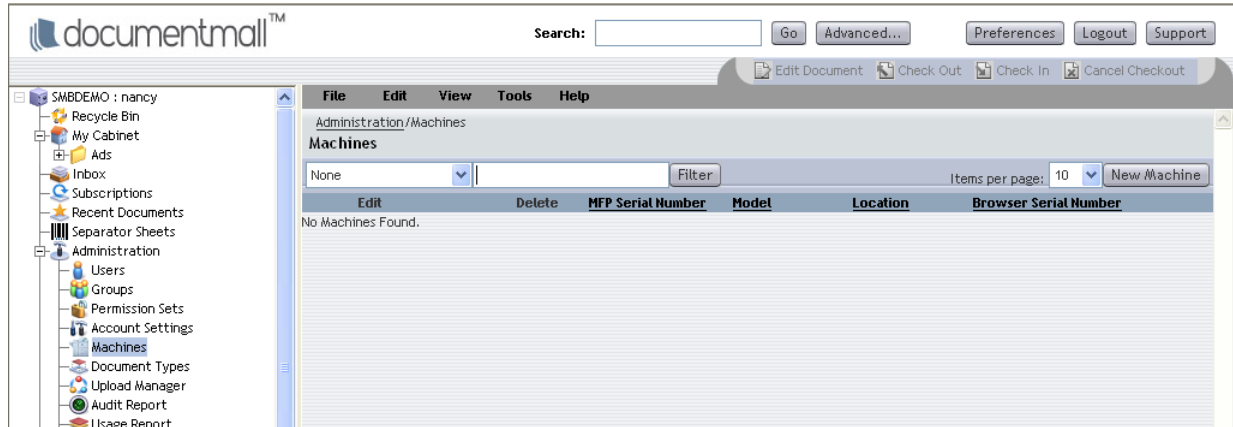 documentmall™
Search: Go Advanced... Preferences Logout Support
Edit Document Check Out Check In Cancel Checkout
SMBDEMO : nancy
Recycle Bin
My Cabinet
Ads
Inbox
Subscriptions
Recent Documents
Separator Sheets
Administration
Users
Groups
Permission Sets
Account Settings
Machines
Document Types
Upload Manager
Audit Report
Usage Report
File Edit View Tools Help
Administration/Machines
Machines
None Filter Items per page: 10 New Machine
Edit Delete MFP Serial Number Model Location Browser Serial Number
No Machines Found.